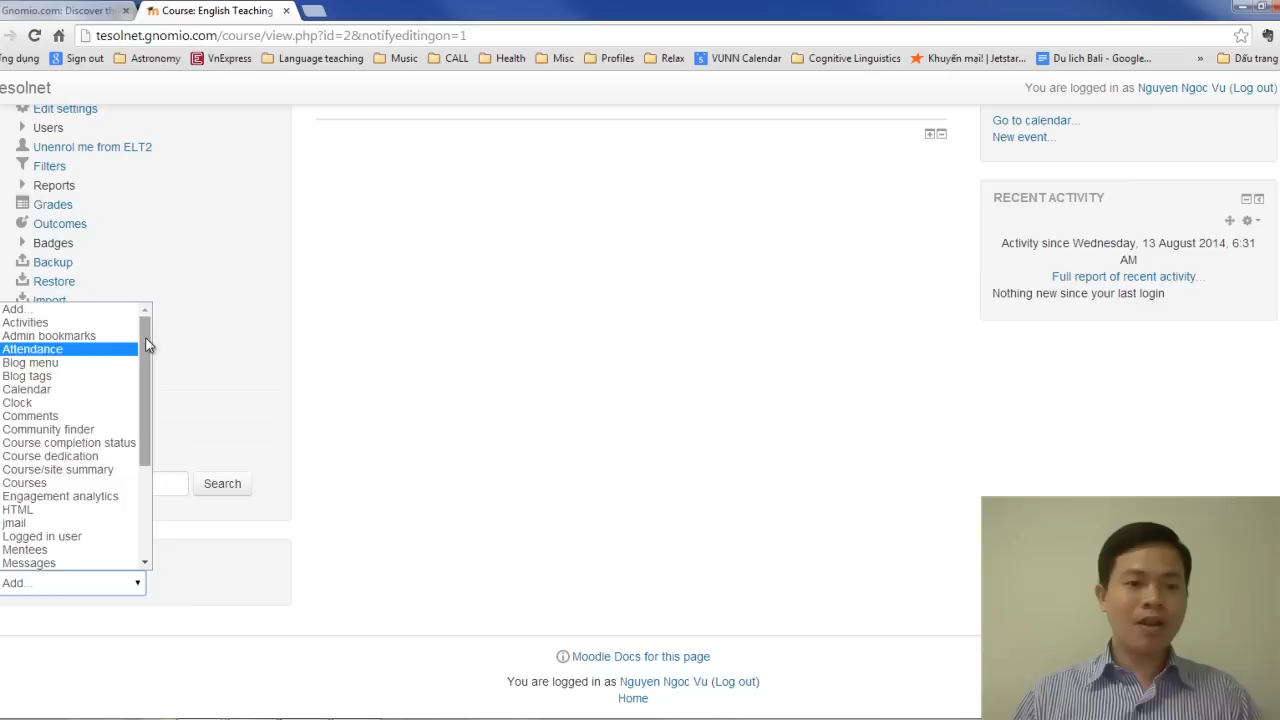 Gnomio.com: Discover th
Course: English Teaching
tesolnet.gnomio.com/course/view.php?id=2&notifyeditingon=1
ng dung
Sign out
Astronomy
VnExpress
Language teaching
Music
CALL
Health
Misc
Profiles
Relax
VUNN Calendar
Cognitive Linguistics
Khuyến mại! | Jetstar...
Du lich Bali - Google...
»
Dấu trang
tesolnet
You are logged in as Nguyen Ngoc Vu (Log out)
Edit settings
Users
Unenrol me from ELT2
Filters
Reports
Grades
Outcomes
Badges
Backup
Restore
Import
Add...
Activities
Admin bookmarks
Attendance
Blog menu
Blog tags
Calendar
Clock
Comments
Community finder
Course completion status
Course dedication
Course/site summary
Courses
Engagement analytics
HTML
jmail
Logged in user
Mentees
Messages
Add...
Search
Go to calendar...
New event...
RECENT ACTIVITY
Activity since Wednesday, 13 August 2014, 6:31
AM
Full report of recent activity...
Nothing new since your last login
Moodle Docs for this page
You are logged in as Nguyen Ngoc Vu (Log out)
Home